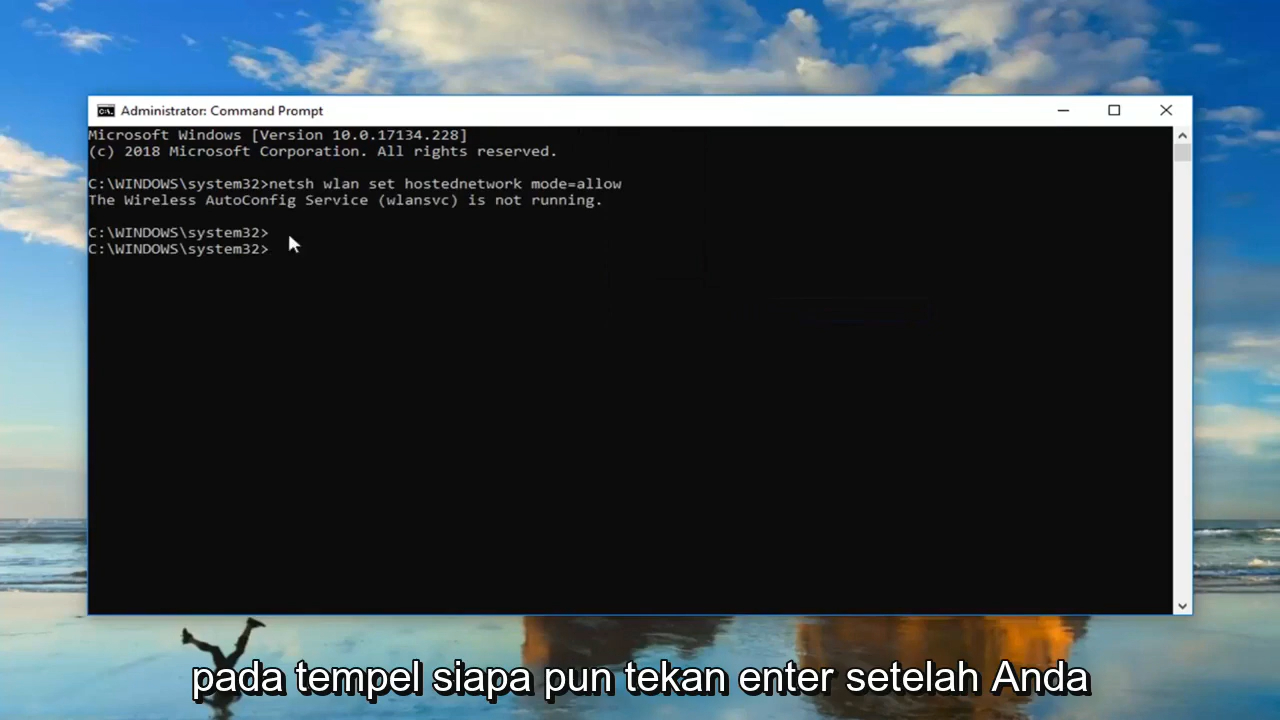 Administrator: Command Prompt
Microsoft Windows [Version 10.0.17134.228]
(c) 2018 Microsoft Corporation. All rights reserved.
C:\WINDOWS\system32>netsh wlan set hostednetwork mode=allow
The Wireless AutoConfig Service (wlansvc) is not running.
C:\WINDOWS\system32>
C:\WINDOWS\system32>
pada tempel siapa pun tekan enter setelah Anda